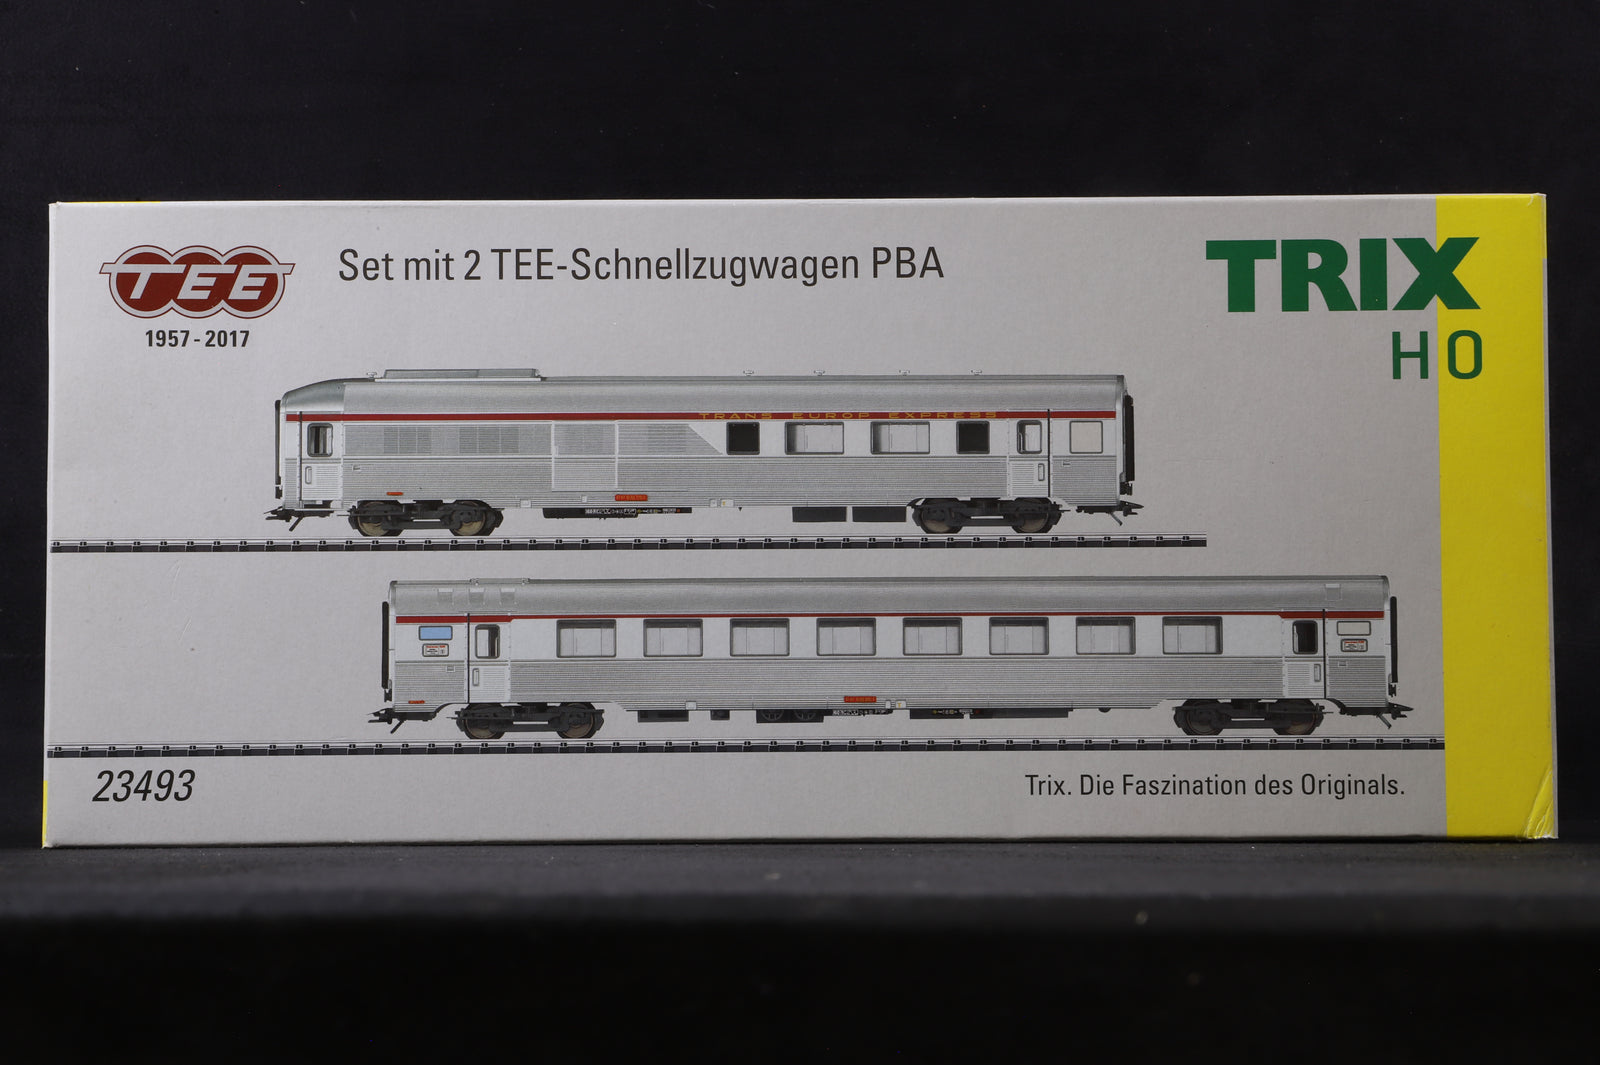 TEE
1957 - 2017
Set mit 2 TEE-Schnellzugwagen PBA
TRIX
H0
TRANS EUROP EXPRESS
23493
Trix. Die Faszination des Originals.